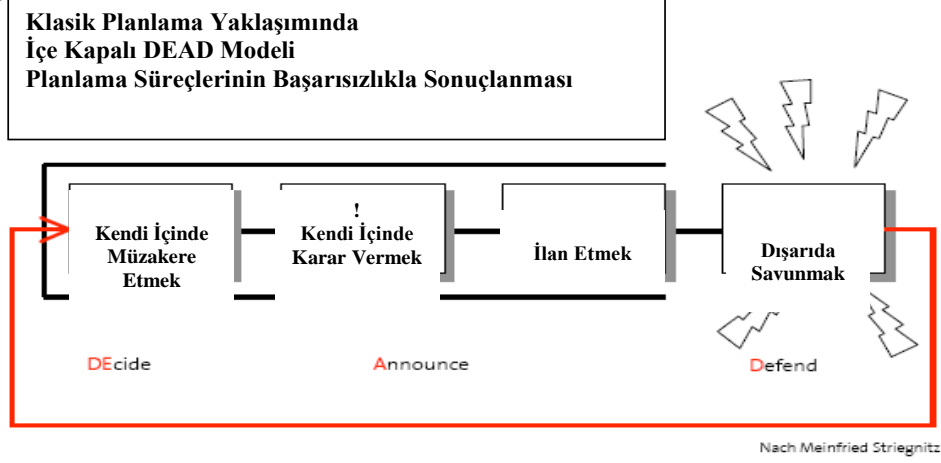 Klasik Planlama Yaklaşımında
İçe Kapalı DEAD Modeli
Planlama Süreçlerinin Başarısızlıkla Sonuçlanması
Kendi İçinde
Müzakere
Etmek
!
Kendi İçinde
Karar Vermek
İlan Etmek
Dışarıda
Savunmak
DEcide
Announce
Defend
Nach Meinfried Striegnitz